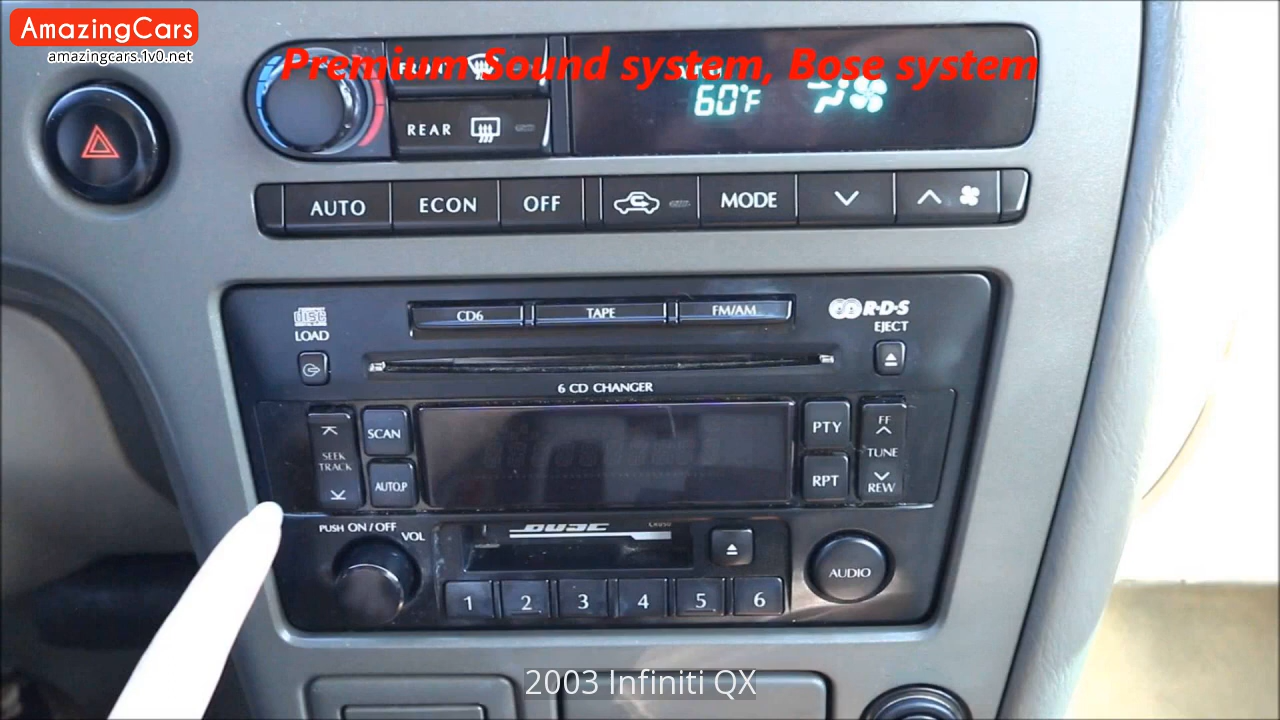 AmazingCars
amazingcars.1v0.net
Premium Sound system, Bose system
FRONT
60°F
REAR
AUTO
ECON
OFF
MODE
disc
LOAD
CD6
TAPE
FM/AM
R·D·S
EJECT
6 CD CHANGER
SCAN
SEEK
TRACK
AUTO.P
PTY
RPT
FF
TUNE
REW
PUSH ON/OFF
VOL
BOSE
AUDIO
1
2
3
4
5
6
2003 Infiniti QX